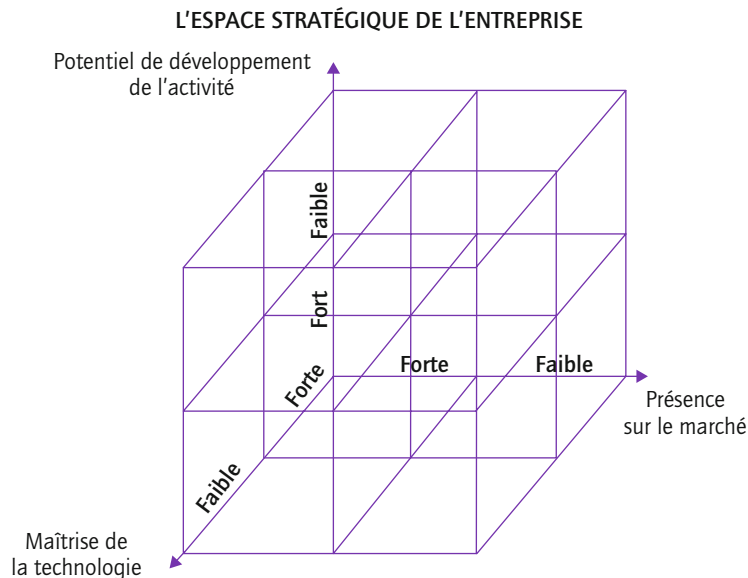 L'ESPACE STRATÉGIQUE DE L'ENTREPRISE
Potentiel de développement
de l'activité
Faible
Fort
Forte
Faible
Forte
Faible
Présence
sur le marché
Maîtrise de
la technologie